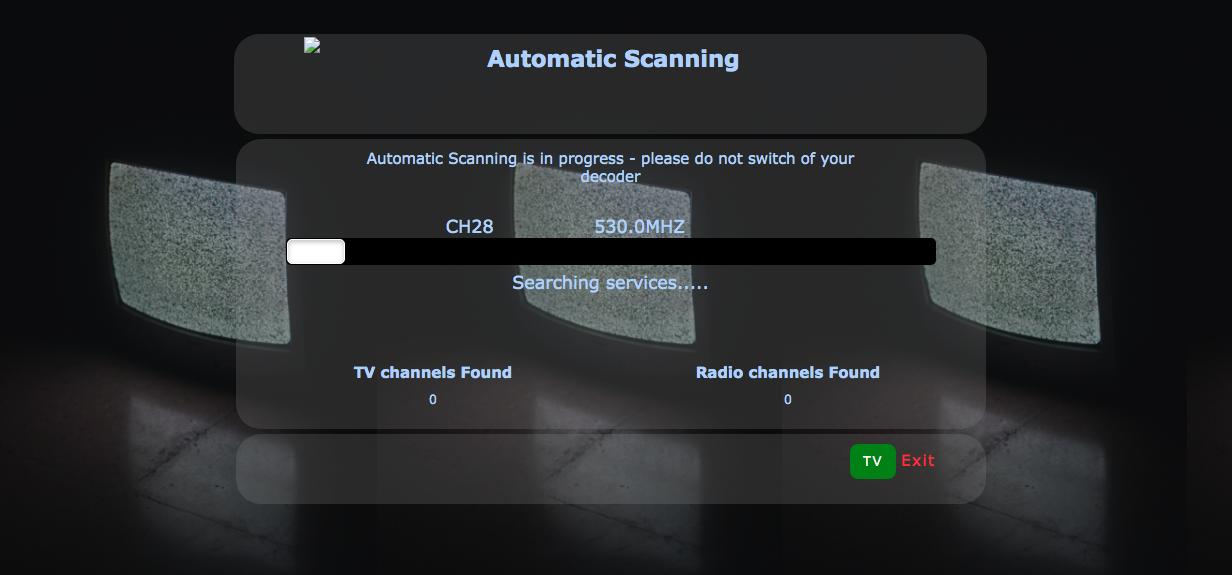 Automatic Scanning
Automatic Scanning is in progress - please do not switch of your
decoder
CH28 530.0MHZ
Searching services.....
TV channels Found Radio channels Found
0 0
TV Exit